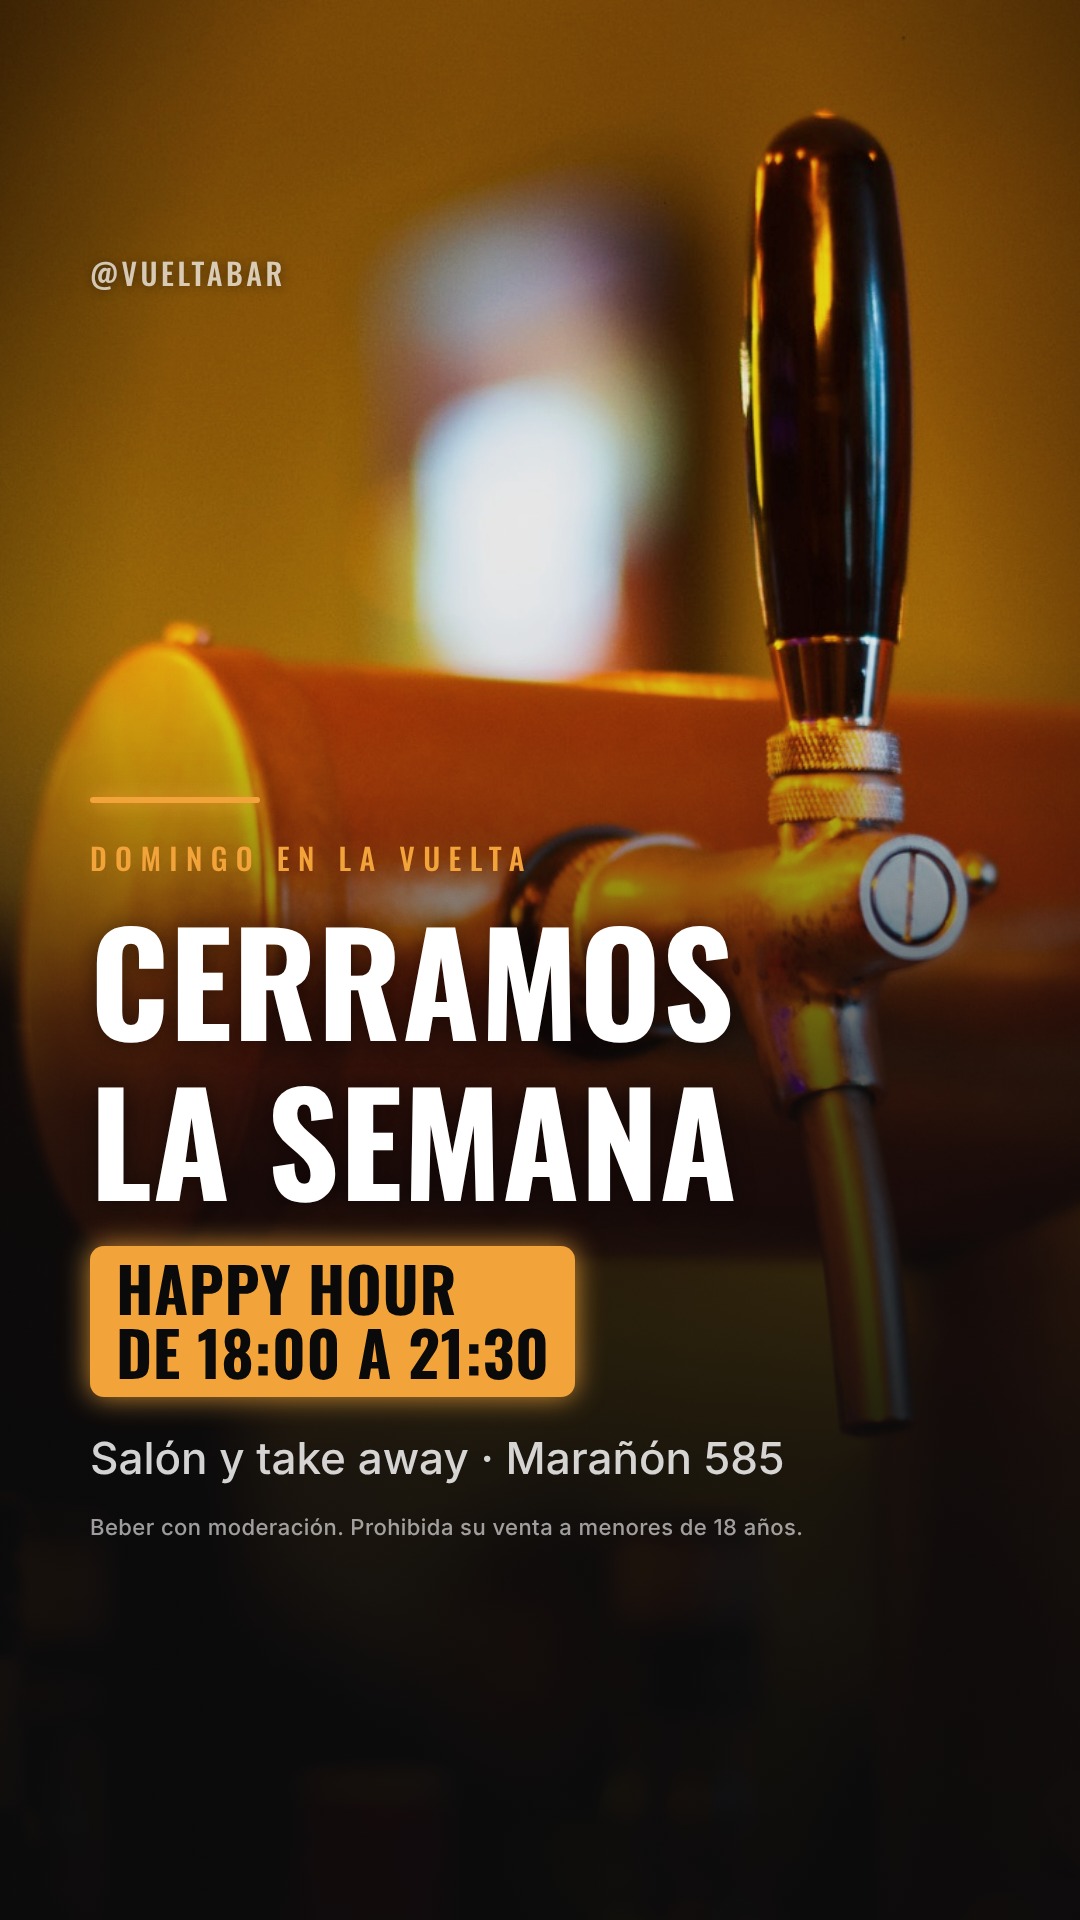 @VUELTABAR
DOMINGO EN LA VUELTA
CERRAMOS
LA SEMANA
HAPPY HOUR
DE 18:00 A 21:30
Salón y take away · Marañón 585
Beber con moderación. Prohibida su venta a menores de 18 años.